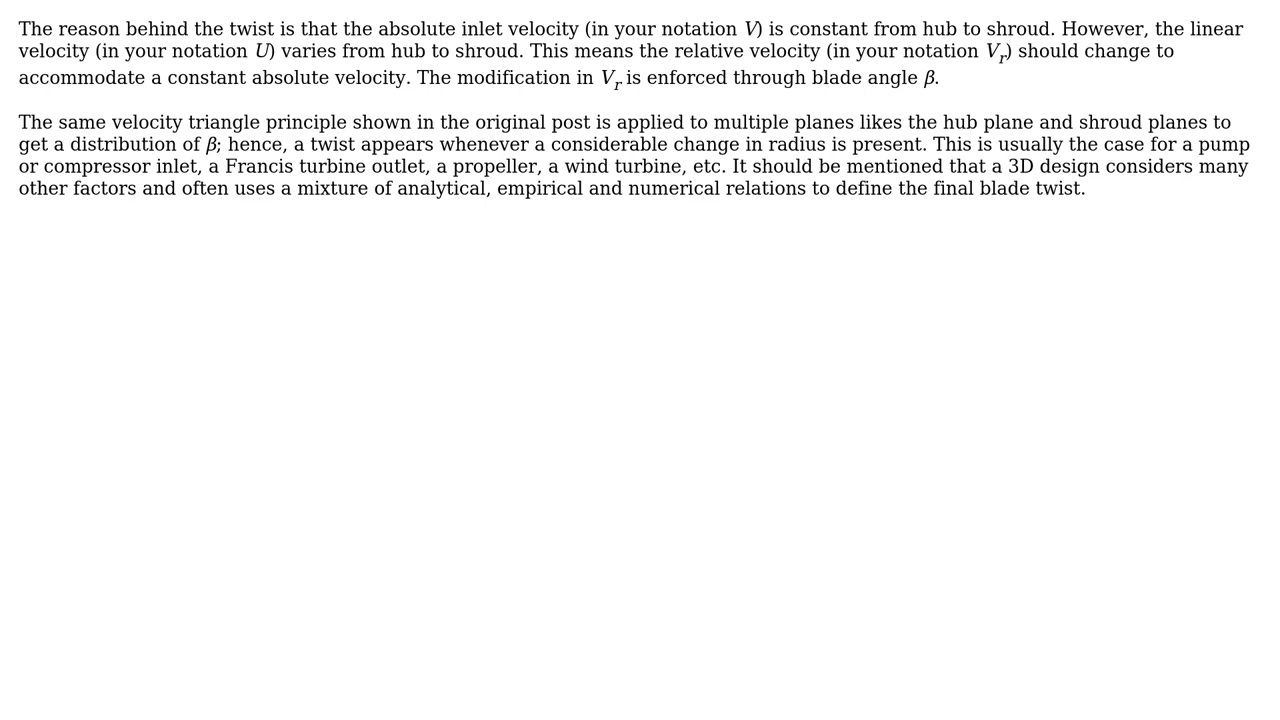 The reason behind the twist is that the absolute inlet velocity (in your notation V) is constant from hub to shroud. However, the linear
velocity (in your notation U) varies from hub to shroud. This means the relative velocity (in your notation Vr) should change to
accommodate a constant absolute velocity. The modification in Vr is enforced through blade angle β.
The same velocity triangle principle shown in the original post is applied to multiple planes likes the hub plane and shroud planes to
get a distribution of β; hence, a twist appears whenever a considerable change in radius is present. This is usually the case for a pump
or compressor inlet, a Francis turbine outlet, a propeller, a wind turbine, etc. It should be mentioned that a 3D design considers many
other factors and often uses a mixture of analytical, empirical and numerical relations to define the final blade twist.